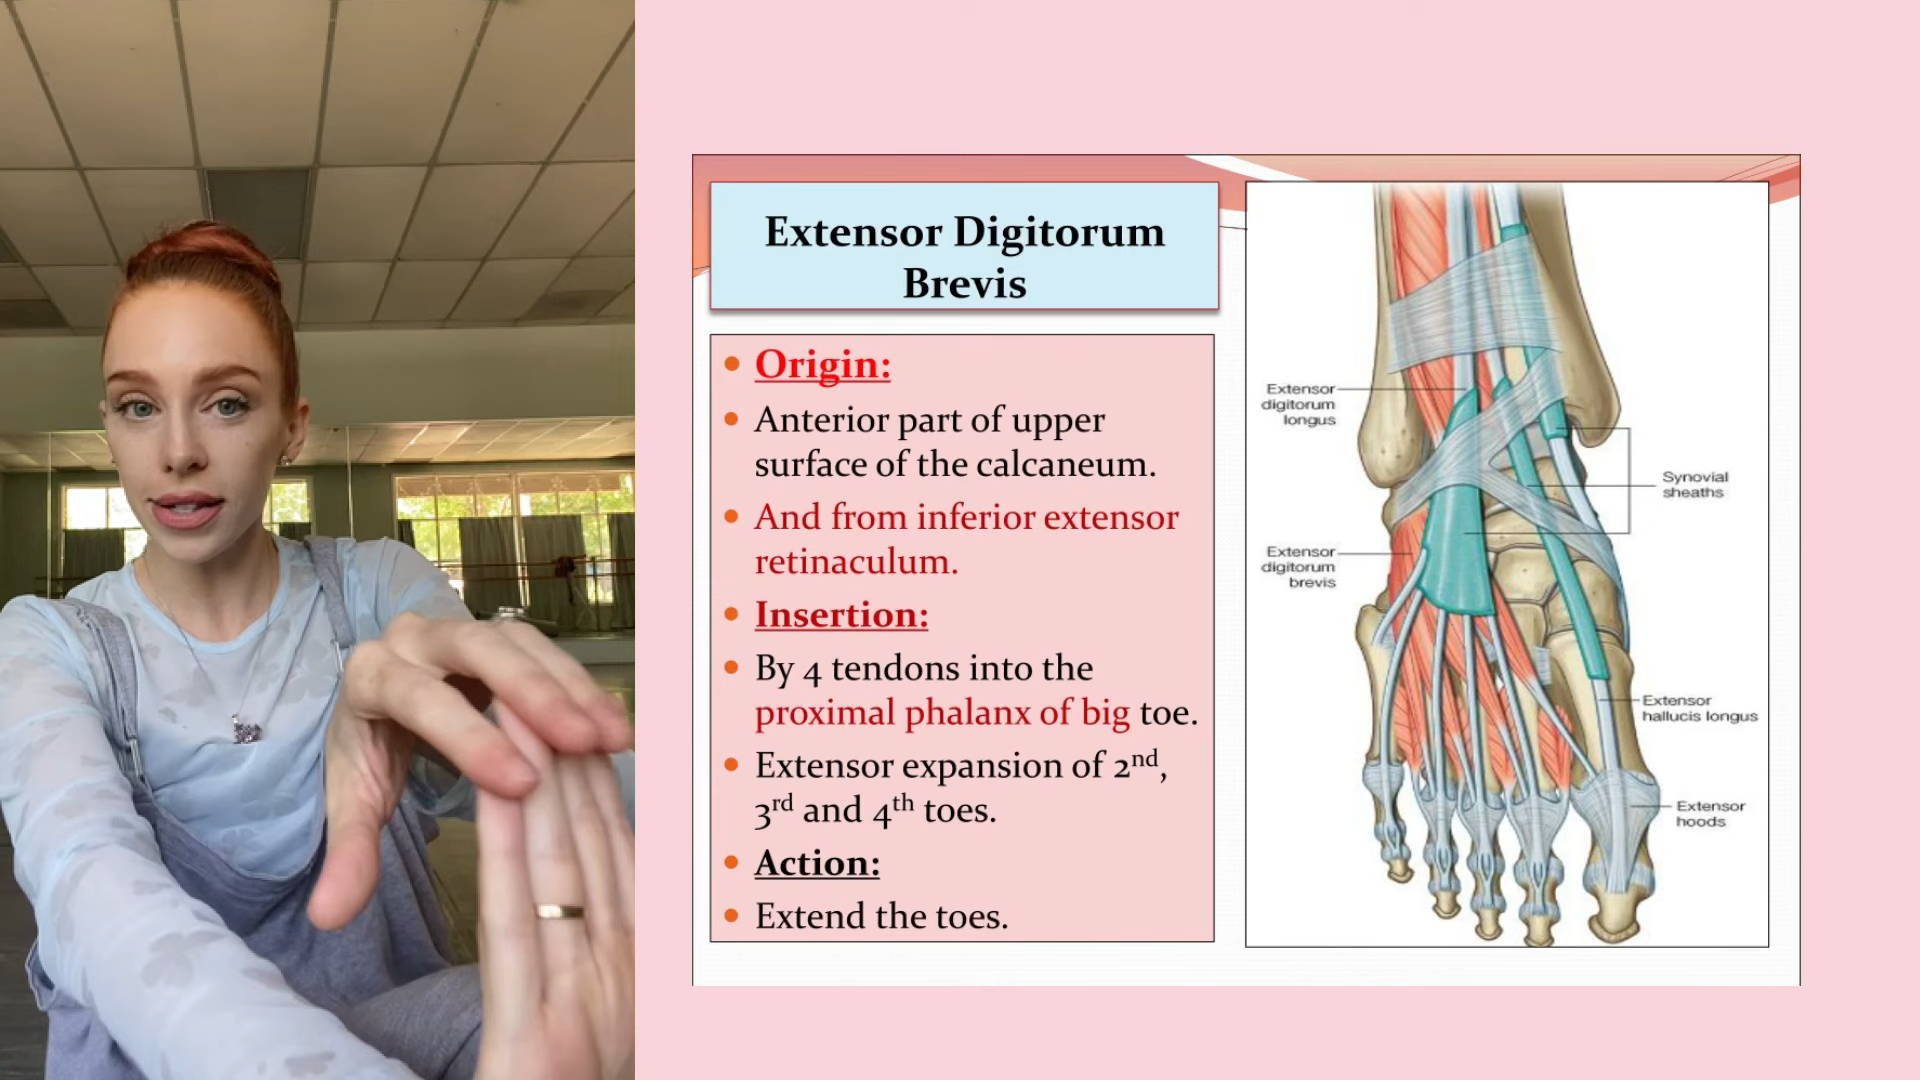 Extensor Digitorum
Brevis
Origin:
Anterior part of upper
surface of the calcaneum.
And from inferior extensor
retinaculum.
Insertion:
By 4 tendons into the
proximal phalanx of big toe.
Extensor expansion of 2nd,
3rd and 4th toes.
Action:
Extend the toes.
Extensor
digitorum
longus
Synovial
sheaths
Extensor
digitorum
brevis
Extensor
hallucis longus
Extensor
hoods